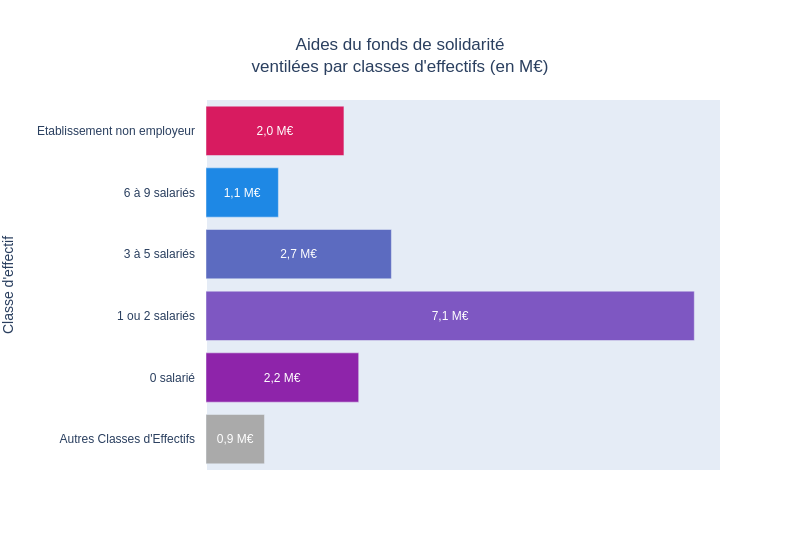 Aides du fonds de solidarité
ventilées par classes d'effectifs (en M€)
Classe d'effectif
Etablissement non employeur
2,0 M€
6 à 9 salariés
1,1 M€
3 à 5 salariés
2,7 M€
1 ou 2 salariés
7,1 M€
0 salarié
2,2 M€
Autres Classes d'Effectifs
0,9 M€